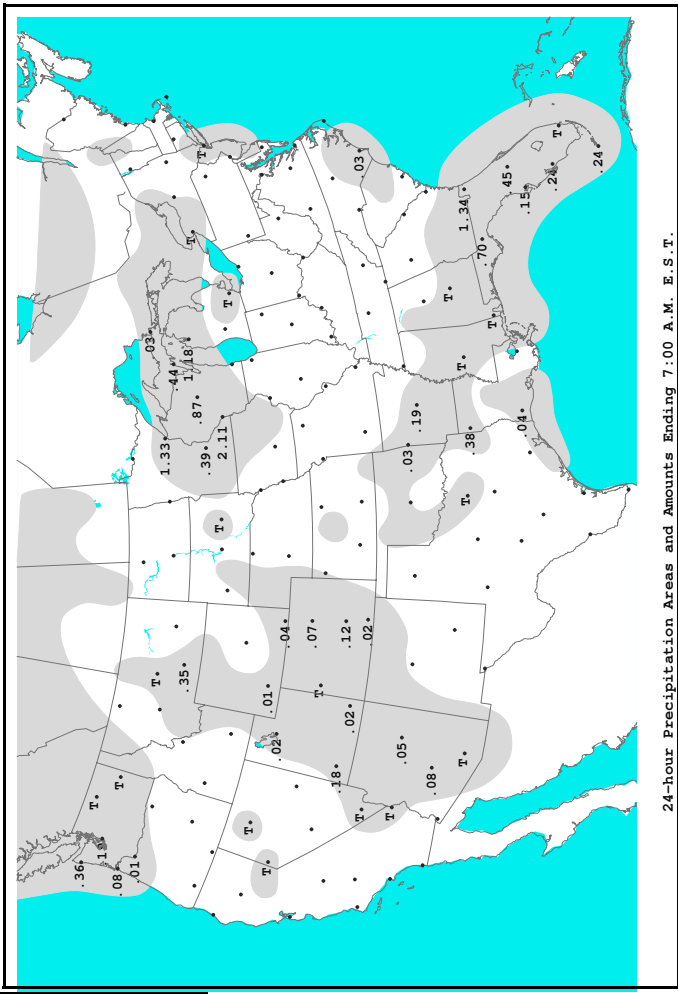 .36
T
.08
T
.01
.03
T
1.33
.44
.35
1.18
T
.87
T
.39
T
2.11
T
T
T
.01
.02
.04
.07
T
.18
.12
.02
.03
T
.02
T
.05
.03
.19
.08
T
T
T
1.34
T
.38
.70
T
.45
.04
.15
.24
T
.24
24-hour Precipitation Areas and Amounts Ending 7:00 A.M. E.S.T.